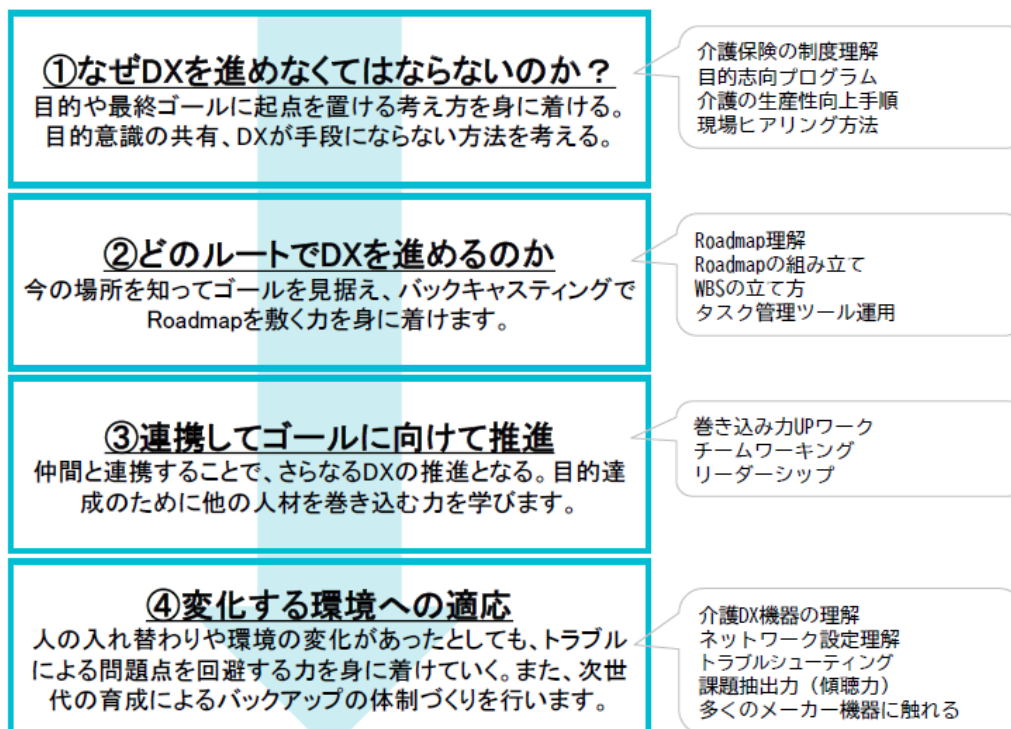 ①なぜDXを進めなくてはならないのか？
目的や最終ゴールに起点を置ける考え方を身に着ける。
目的意識の共有、DXが手段にならない方法を考える。
介護保険の制度理解
目的志向プログラム
介護の生産性向上手順
現場ヒアリング方法
②どのルートでDXを進めるのか
今の場所を知ってゴールを見据え、バックキャスティングで
Roadmapを敷く力を身に着けます。
Roadmap理解
Roadmapの組み立て
WBSの立て方
タスク管理ツール運用
③連携してゴールに向けて推進
仲間と連携することで、さらなるDXの推進となる。目的達
成のために他の人材を巻き込む力を学びます。
巻き込み力UPワーク
チームワーキング
リーダーシップ
④変化する環境への適応
人の入れ替わりや環境の変化があったとしても、トラブル
による問題点を回避する力を身に着けていく。また、次世
代の育成によるバックアップの体制づくりを行います。
介護DX機器の理解
ネットワーク設定理解
トラブルシューティング
課題抽出力（傾聴力）
多くのメーカー機器に触れる